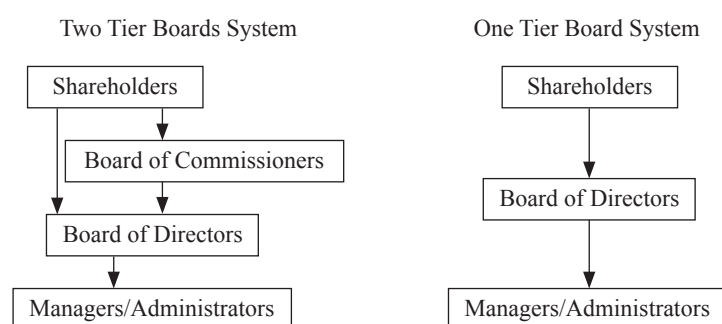 Two Tier Boards System
Shareholders
Board of Commissioners
Board of Directors
Managers/Administrators
One Tier Board System
Shareholders
Board of Directors
Managers/Administrators